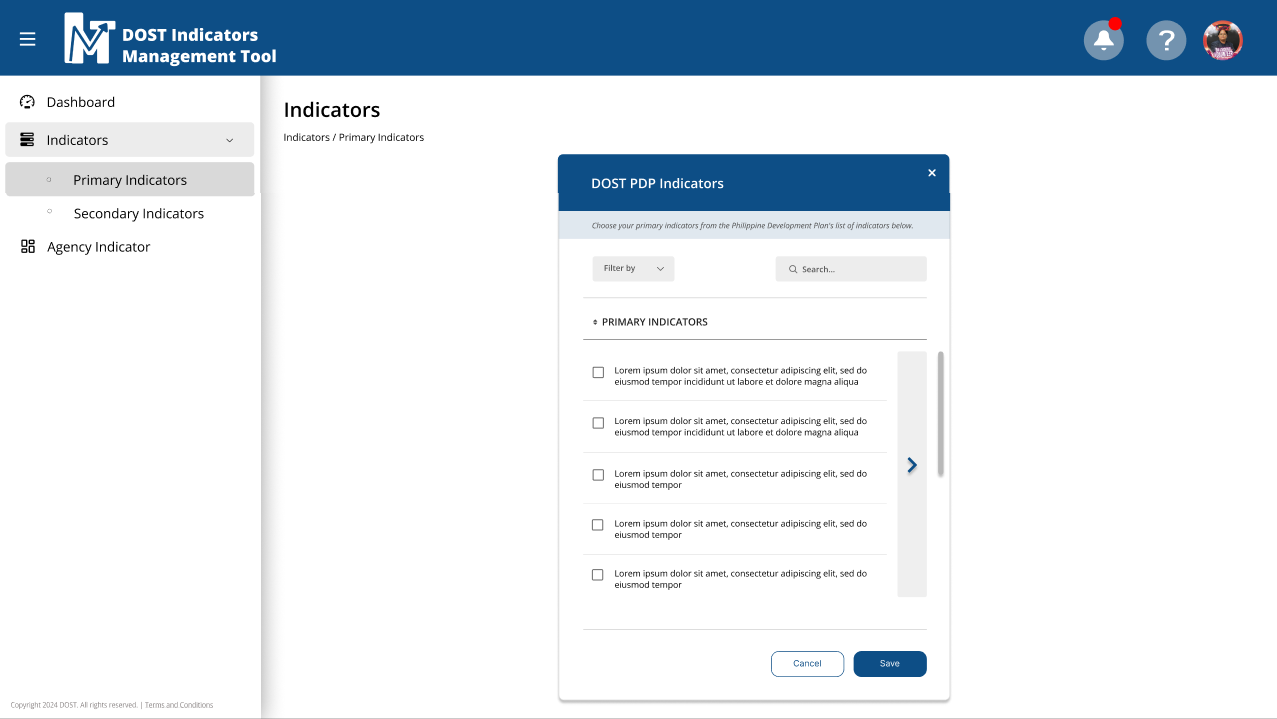 DOST Indicators
Management Tool
?
Dashboard
Indicators
Primary Indicators
Secondary Indicators
Agency Indicator
Indicators
Indicators / Primary Indicators
DOST PDP Indicators
Choose your primary indicators from the Philippine Development Plan's list of indicators below.
Filter by
Search...
PRIMARY INDICATORS
Lorem ipsum dolor sit amet, consectetur adipiscing elit, sed do
eiusmod tempor incididunt ut labore et dolore magna aliqua
Lorem ipsum dolor sit amet, consectetur adipiscing elit, sed do
eiusmod tempor incididunt ut labore et dolore magna aliqua
Lorem ipsum dolor sit amet, consectetur adipiscing elit, sed do
eiusmod tempor
Lorem ipsum dolor sit amet, consectetur adipiscing elit, sed do
eiusmod tempor
Lorem ipsum dolor sit amet, consectetur adipiscing elit, sed do
eiusmod tempor
Cancel
Save
Copyright 2024 DOST. All rights reserved. | Terms and Conditions